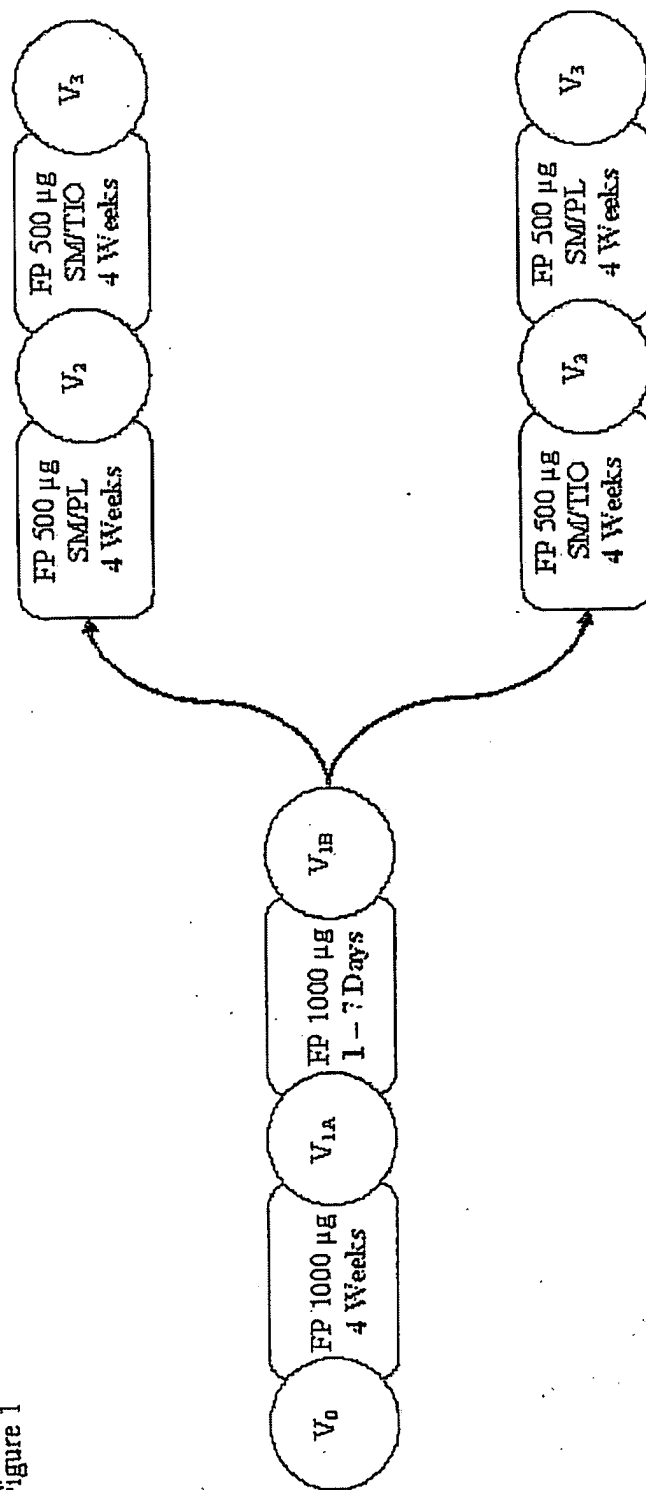 Figure 1
V₀
FP 1000 µg
4 Weeks
V₁A
FP 1000 µg
1 – 7 Days
V₁B
FP 500 µg
SM/PL
4 Weeks
V₂
FP 500 µg
SM/TIO
4 Weeks
V₃
FP 500 µg
SM/TIO
4 Weeks
V₂
FP 500 µg
SM/PL
4 Weeks
V₃